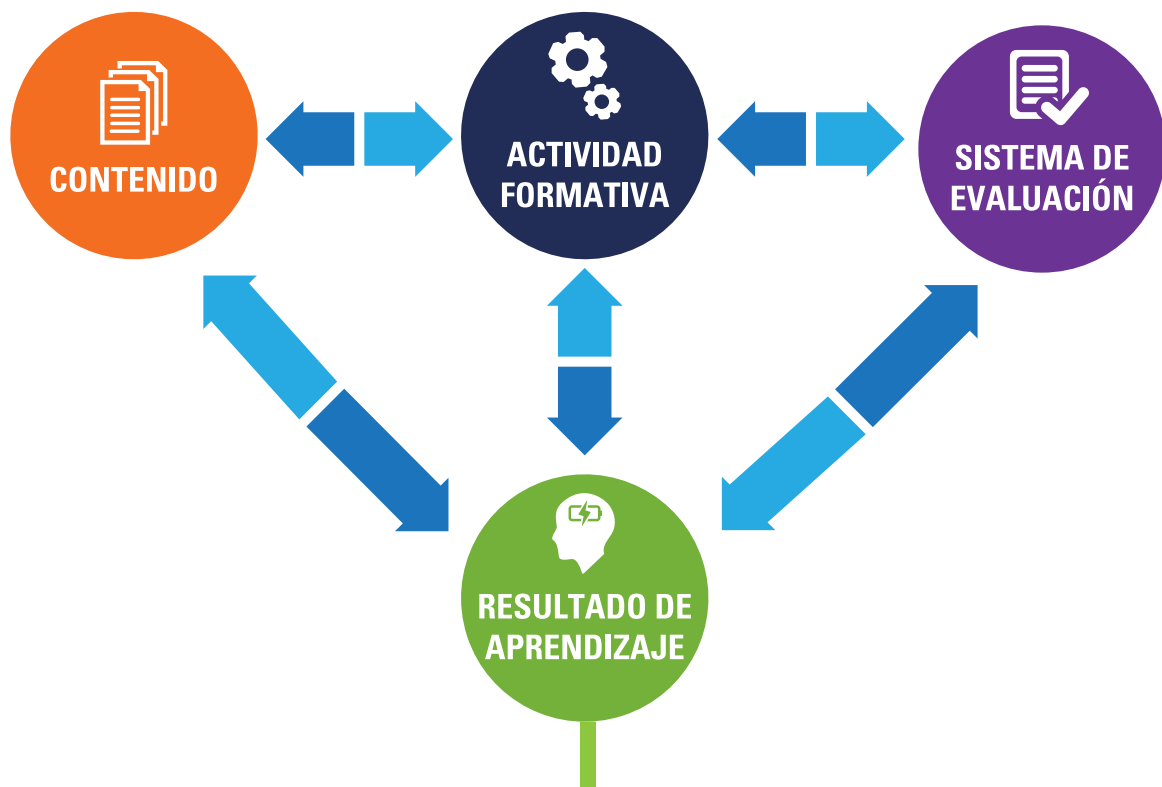 CONTENIDO
ACTIVIDAD
FORMATIVA
SISTEMA DE
EVALUACIÓN
RESULTADO DE
APRENDIZAJE